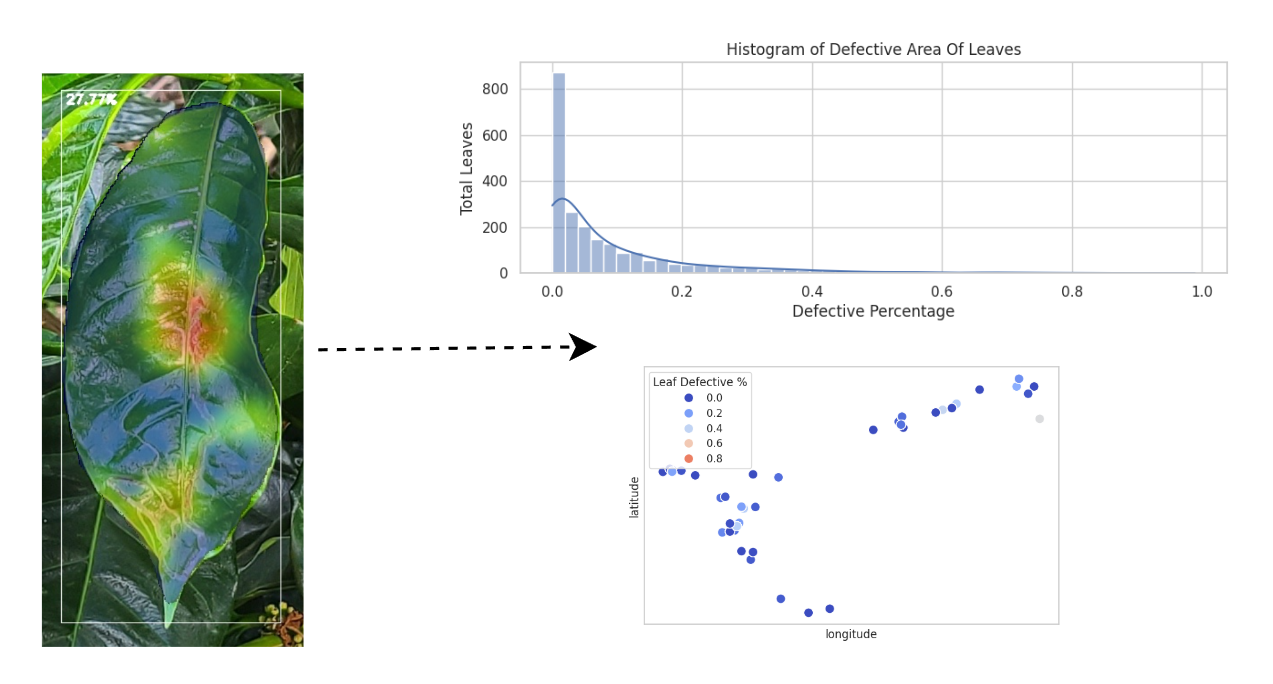 27.77%
Histogram of Defective Area Of Leaves
Total Leaves
800
600
400
200
0
0.0 0.2 0.4 0.6 0.8 1.0
Defective Percentage
Leaf Defective %
0.0
0.2
0.4
0.6
0.8
latitude
longitude